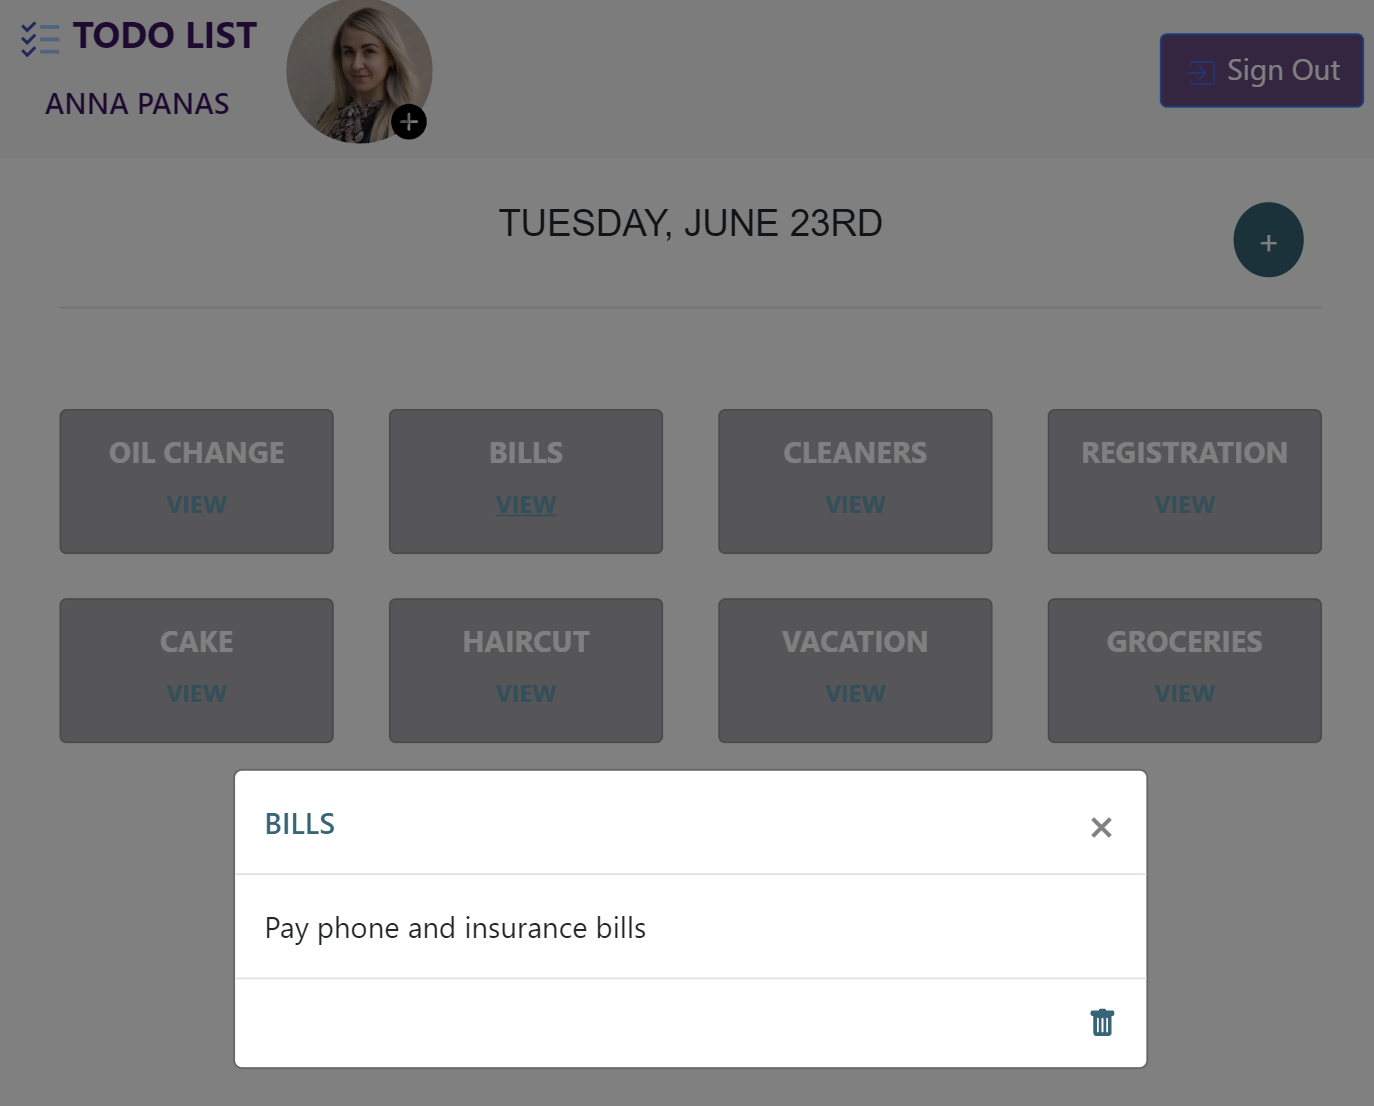 TODO LIST
ANNA PANAS
Sign Out
TUESDAY, JUNE 23RD
+
OIL CHANGE
VIEW
BILLS
VIEW
CLEANERS
VIEW
REGISTRATION
VIEW
CAKE
VIEW
HAIRCUT
VIEW
VACATION
VIEW
GROCERIES
VIEW
BILLS
×
Pay phone and insurance bills